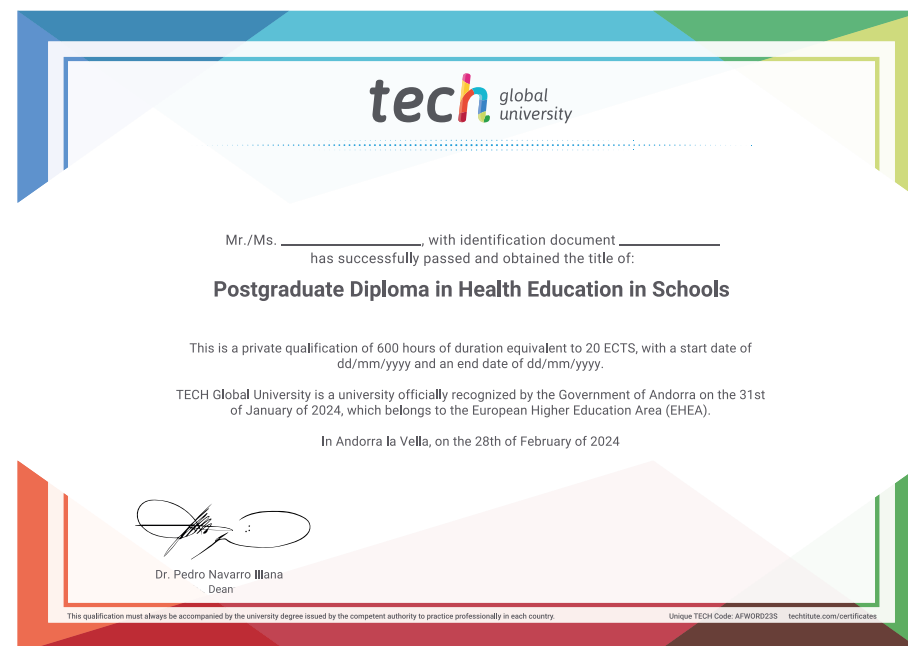 tech global university
Mr./Ms. ____________, with identification document ____________
has successfully passed and obtained the title of:
Postgraduate Diploma in Health Education in Schools
This is a private qualification of 600 hours of duration equivalent to 20 ECTS, with a start date of
dd/mm/yyyy and an end date of dd/mm/yyyy.
TECH Global University is a university officially recognized by the Government of Andorra on the 31st
of January of 2024, which belongs to the European Higher Education Area (EHEA).
In Andorra la Vella, on the 28th of February of 2024
Dr. Pedro Navarro Illana
Dean
This qualification must always be accompanied by the university degree issued by the competent authority to practice professionally in each country.
Unique TECH Code: AFWORD23S techtitute.com/certificates